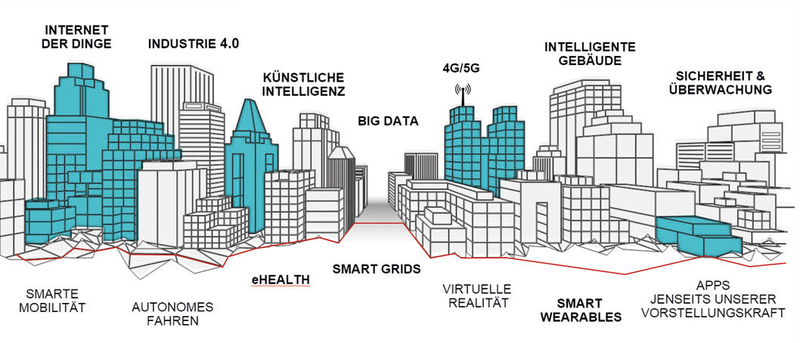 INTERNET
DER DINGE
INDUSTRIE 4.0
KÜNSTLICHE
INTELLIGENZ
BIG DATA
4G/5G
INTELLIGENTE
GEBÄUDE
SICHERHEIT &
ÜBERWACHUNG
SMARTE
MOBILITÄT
AUTONOMES
FAHREN
eHEALTH
SMART GRIDS
VIRTUELLE
REALITÄT
SMART
WEARABLES
APPS
JENSEITS UNSERER
VORSTELLUNGSKRAFT